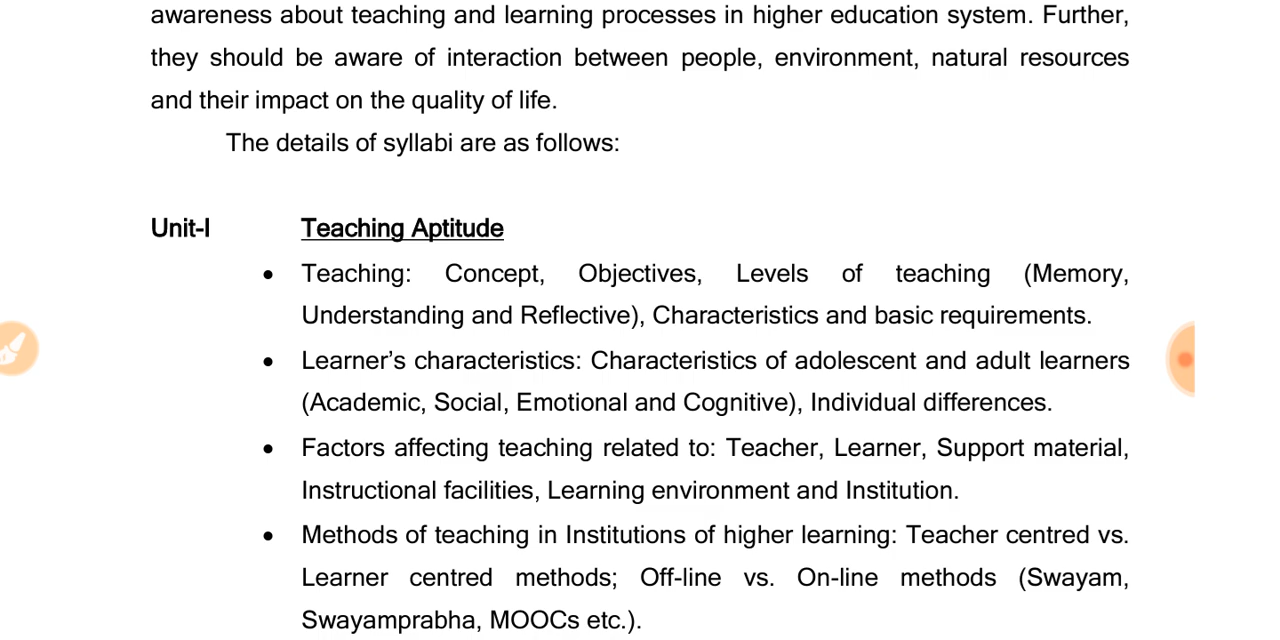 awareness about teaching and learning processes in higher education system. Further,
they should be aware of interaction between people, environment, natural resources
and their impact on the quality of life.
The details of syllabi are as follows:
Unit-I Teaching Aptitude
• Teaching: Concept, Objectives, Levels of teaching (Memory,
Understanding and Reflective), Characteristics and basic requirements.
• Learner’s characteristics: Characteristics of adolescent and adult learners
(Academic, Social, Emotional and Cognitive), Individual differences.
• Factors affecting teaching related to: Teacher, Learner, Support material,
Instructional facilities, Learning environment and Institution.
• Methods of teaching in Institutions of higher learning: Teacher centred vs.
Learner centred methods; Off-line vs. On-line methods (Swayam,
Swayamprabha, MOOCs etc.).